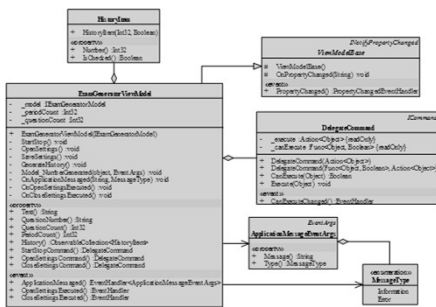 HistoryItem
+ HistoryItem(Int32, Boolean)
«property»
+ Number() :Int32
+ IsChecked() :Boolean
INotifyPropertyChanged
ViewModelBase
# ViewModelBase()
# OnPropertyChanged(String) :void
«event»
+ PropertyChanged() :PropertyChangedEventHandler
ExamGeneratorViewModel
- _model :IExamGeneratorModel
- _periodCount :Int32
- _questionCount :Int32
+ ExamGeneratorViewModel(IExamGeneratorModel)
- StartStop() :void
- OpenSettings() :void
- SaveSettings() :void
- GenerateHistory() :void
- Model_NumberGenerated(object, EventArgs) :void
- OnApplicationMessaged(String, MessageType) :void
- OnOpenSettingsExecuted() :void
- OnCloseSettingsExecuted() :void
«property»
+ Text() :String
+ QuestionNumber() :String
+ QuestionCount() :Int32
+ PeriodCount() :Int32
+ History() :ObservableCollection<HistoryItem>
+ StartStopCommand() :DelegateCommand
+ OpenSettingsCommand() :DelegateCommand
+ CloseSettingsCommand() :DelegateCommand
«event»
+ ApplicationMessaged() :EventHandler<ApplicationMessageEventArgs>
+ OpenSettingsExecuted() :EventHandler
+ CloseSettingsExecuted() :EventHandler
ICommand
DelegateCommand
- _execute :Action<Object> {readOnly}
- _canExecute :Func<Object, Boolean> {readOnly}
+ DelegateCommand(Action<Object>)
+ DelegateCommand(Func<Object, Boolean>, Action<Object>)
+ CanExecute(Object) :Boolean
+ Execute(Object) :void
«event»
+ CanExecuteChanged() :EventHandler
EventArgs
ApplicationMessageEventArgs
«property»
+ Message() :String
+ Type() :MessageType
«enumeration»
MessageType
Information
Error